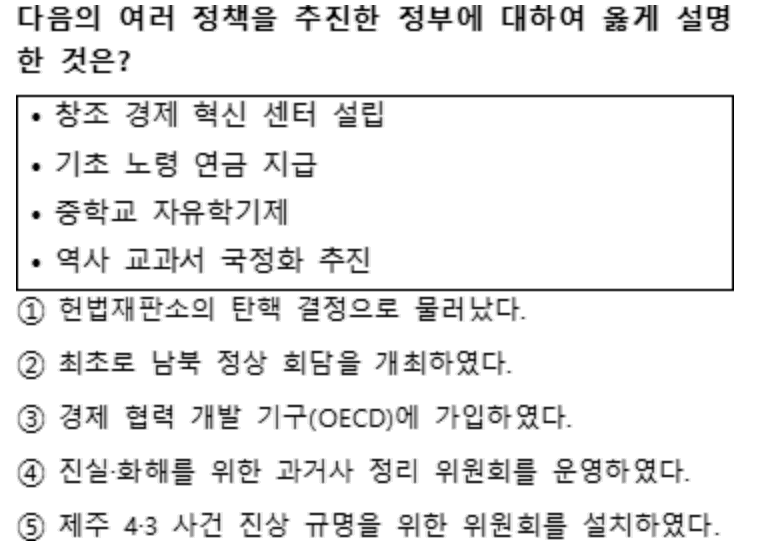 다음의 여러 정책을 추진한 정부에 대하여 옳게 설명
한 것은?
• 창조 경제 혁신 센터 설립
• 기초 노령 연금 지급
• 중학교 자유학기제
• 역사 교과서 국정화 추진
① 헌법재판소의 탄핵 결정으로 물러났다.
② 최초로 남북 정상 회담을 개최하였다.
③ 경제 협력 개발 기구(OECD)에 가입하였다.
④ 진실·화해를 위한 과거사 정리 위원회를 운영하였다.
⑤ 제주 4·3 사건 진상 규명을 위한 위원회를 설치하였다.